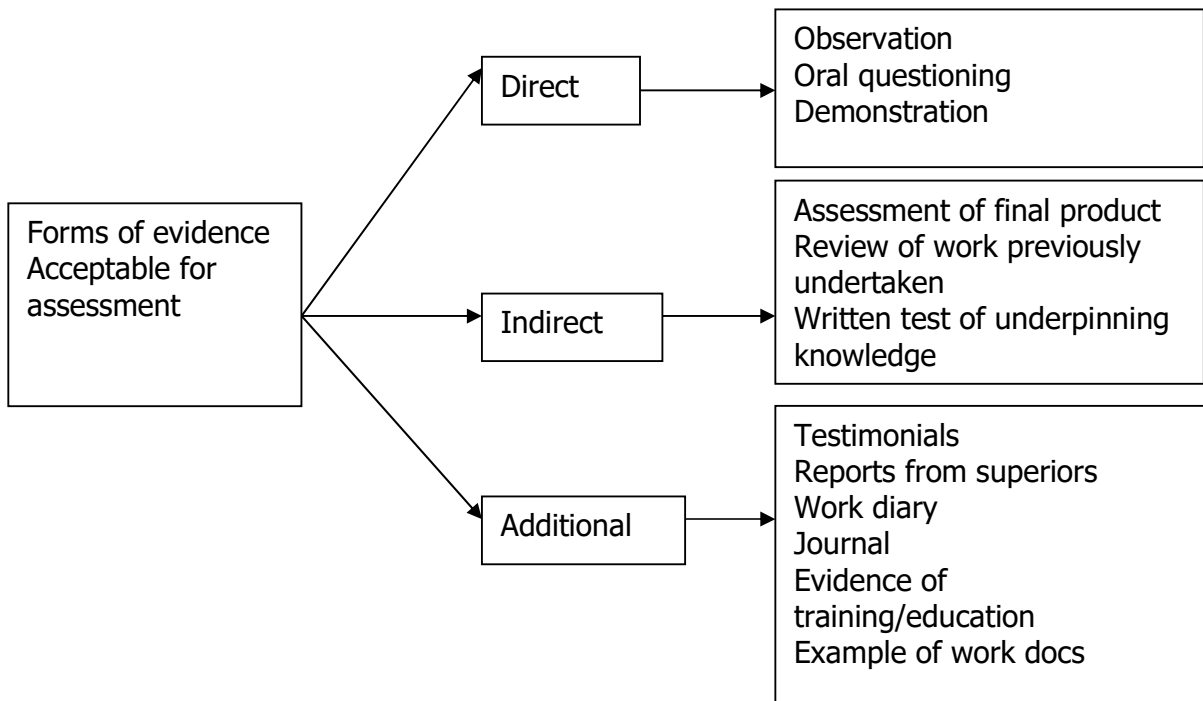 Forms of evidence
Acceptable for
assessment
Direct
Observation
Oral questioning
Demonstration
Indirect
Assessment of final product
Review of work previously
undertaken
Written test of underpinning
knowledge
Additional
Testimonials
Reports from superiors
Work diary
Journal
Evidence of
training/education
Example of work docs